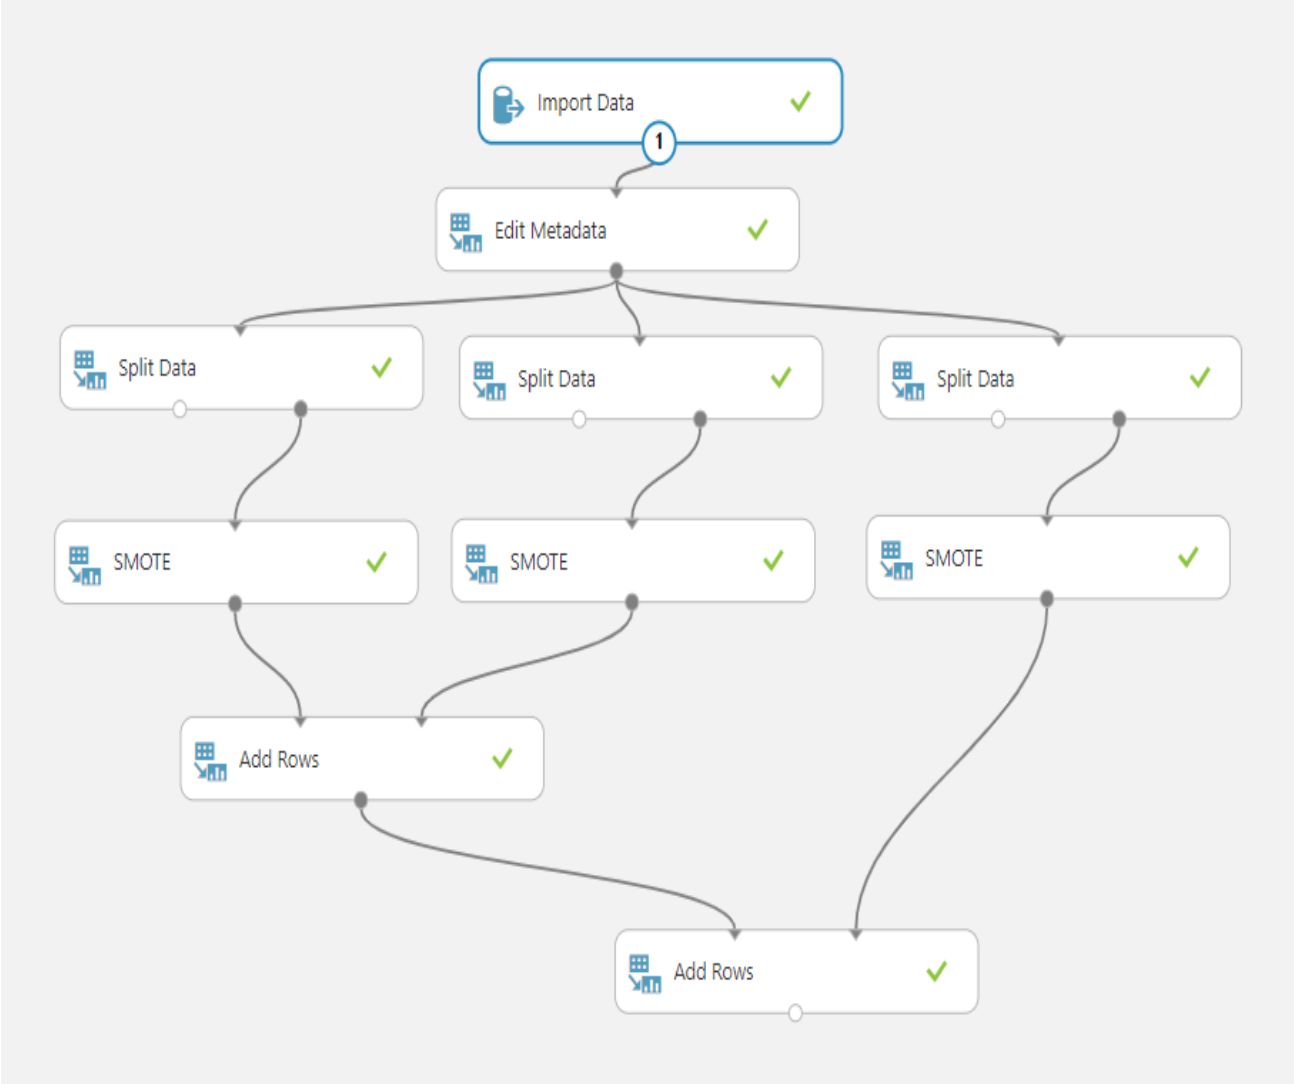 Import Data
1
Edit Metadata
Split Data
Split Data
Split Data
SMOTE
SMOTE
SMOTE
Add Rows
Add Rows